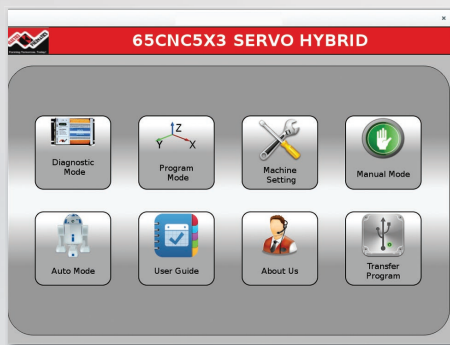 65CNC5X3 SERVO HYBRID
Z
Y X
Diagnostic
Mode
Program
Mode
Machine
Setting
Manual Mode
Auto Mode
User Guide
About Us
Transfer
Program